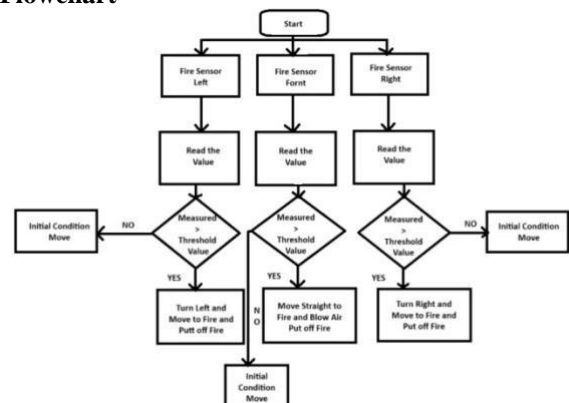 Flowchart
Start
Fire Sensor
Left
Fire Sensor
Fornt
Fire Sensor
Right
Read the
Value
Read the
Value
Read the
Value
Initial Condition
Move
NO
Measured
>
Threshold
Value
Measured
>
Threshold
Value
Measured
>
Threshold
Value
NO
Initial Condition
Move
YES
YES
YES
N
O
Turn Left and
Move to Fire and
Putt off Fire
Move Straight to
Fire and Blow Air
Put off Fire
Turn Right and
Move to Fire and
Put off Fire
Initial
Condition
Move